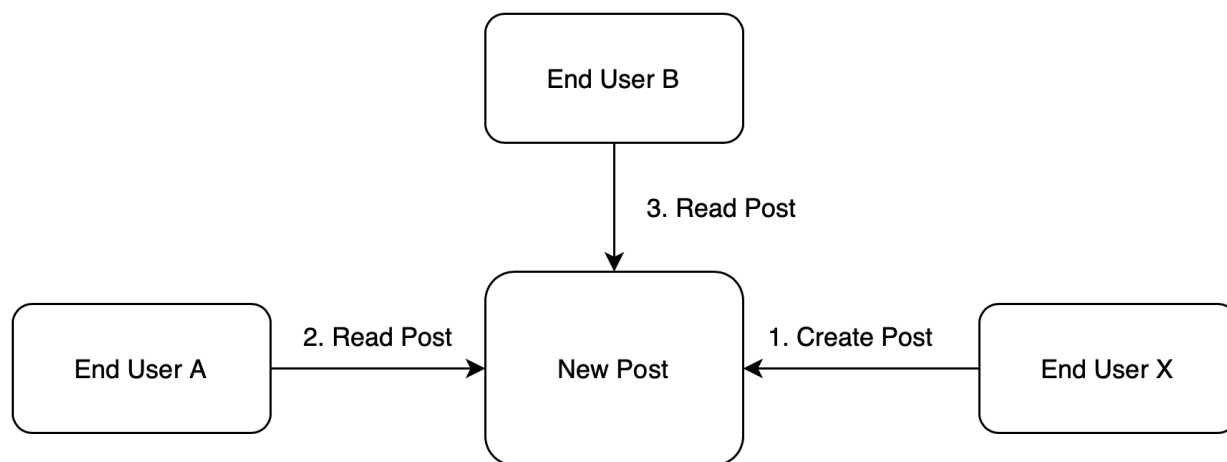 End User B
3. Read Post
2. Read Post
1. Create Post
End User A
New Post
End User X